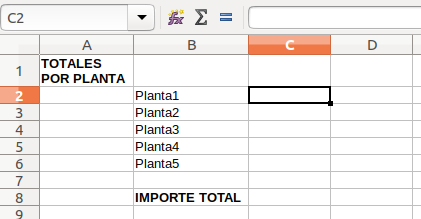 C2
A B C D
1 TOTALES
POR PLANTA
2 Planta1
3 Planta2
4 Planta3
5 Planta4
6 Planta5
7
8 IMPORTE TOTAL
9